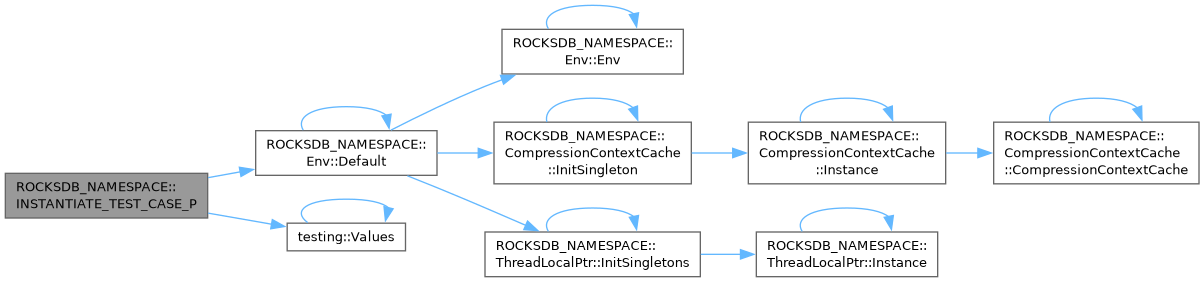 ROCKSDB_NAMESPACE::
INSTANTIATE_TEST_CASE_P
ROCKSDB_NAMESPACE::
Env::Default
testing::Values
ROCKSDB_NAMESPACE::
Env::Env
ROCKSDB_NAMESPACE::
CompressionContextCache
::InitSingleton
ROCKSDB_NAMESPACE::
ThreadLocalPtr::InitSingletons
ROCKSDB_NAMESPACE::
CompressionContextCache
::Instance
ROCKSDB_NAMESPACE::
ThreadLocalPtr::Instance
ROCKSDB_NAMESPACE::
CompressionContextCache
::CompressionContextCache